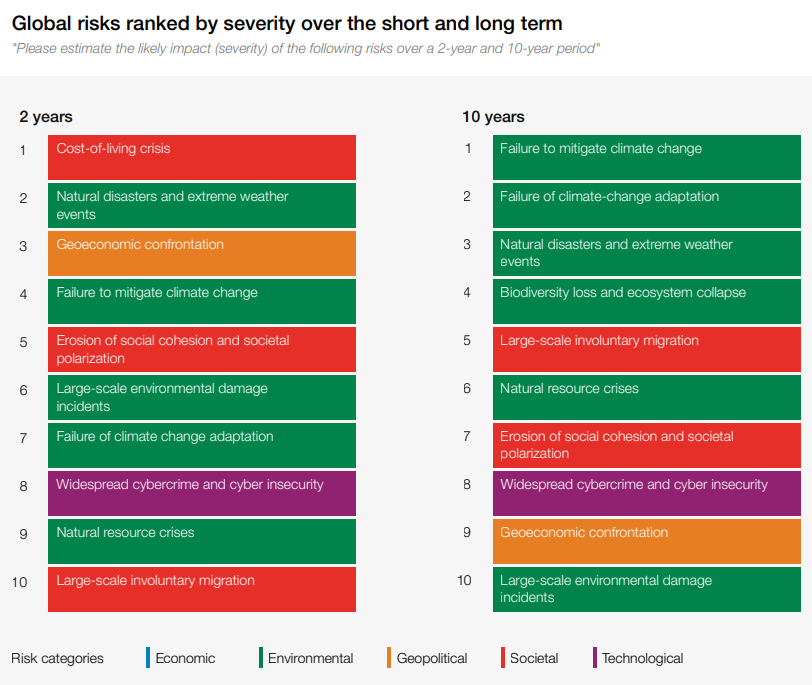 Global risks ranked by severity over the short and long term
"Please estimate the likely impact (severity) of the following risks over a 2-year and 10-year period"
2 years
1 Cost-of-living crisis
2 Natural disasters and extreme weather
events
3 Geoeconomic confrontation
4 Failure to mitigate climate change
5 Erosion of social cohesion and societal
polarization
6 Large-scale environmental damage
incidents
7 Failure of climate change adaptation
8 Widespread cybercrime and cyber insecurity
9 Natural resource crises
10 Large-scale involuntary migration
10 years
1 Failure to mitigate climate change
2 Failure of climate-change adaptation
3 Natural disasters and extreme weather
events
4 Biodiversity loss and ecosystem collapse
5 Large-scale involuntary migration
6 Natural resource crises
7 Erosion of social cohesion and societal
polarization
8 Widespread cybercrime and cyber insecurity
9 Geoeconomic confrontation
10 Large-scale environmental damage
incidents
Risk categories Economic Environmental Geopolitical Societal Technological